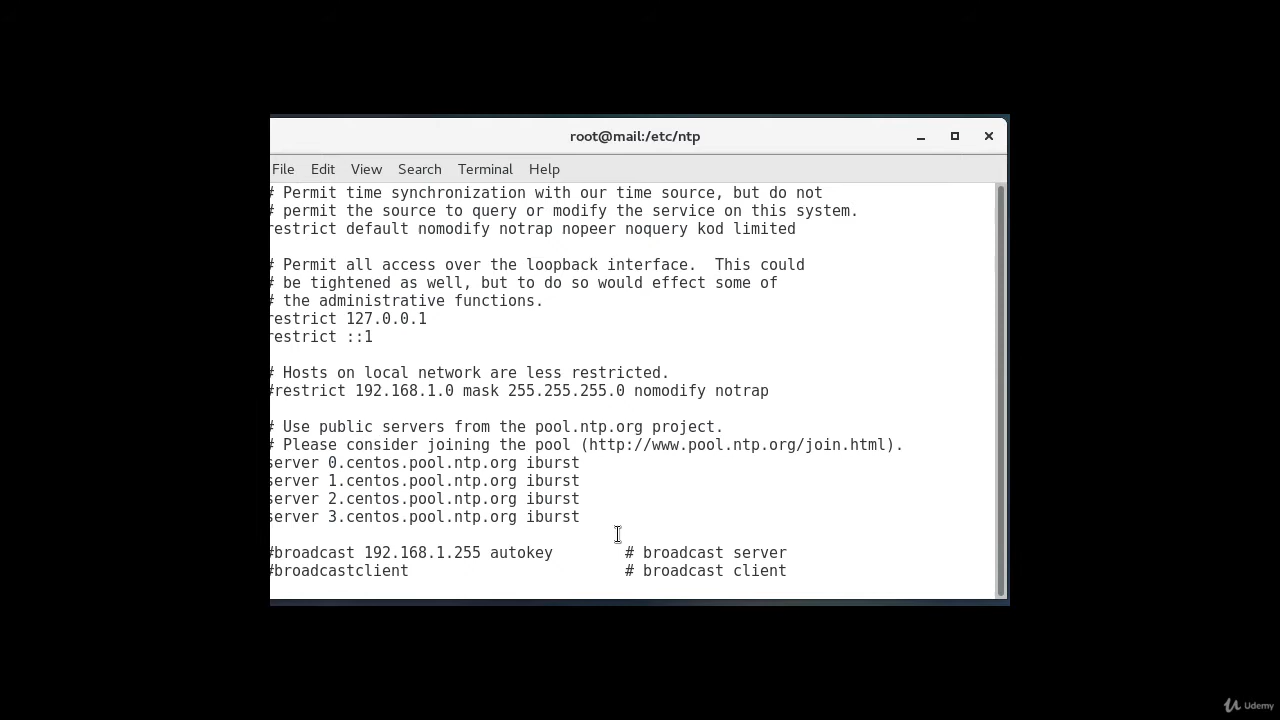 root@mail:/etc/ntp
File Edit View Search Terminal Help
# Permit time synchronization with our time source, but do not
# permit the source to query or modify the service on this system.
restrict default nomodify notrap nopeer noquery kod limited
# Permit all access over the loopback interface.  This could
# be tightened as well, but to do so would effect some of
# the administrative functions.
restrict 127.0.0.1
restrict ::1
# Hosts on local network are less restricted.
#restrict 192.168.1.0 mask 255.255.255.0 nomodify notrap
# Use public servers from the pool.ntp.org project.
# Please consider joining the pool (http://www.pool.ntp.org/join.html).
server 0.centos.pool.ntp.org iburst
server 1.centos.pool.ntp.org iburst
server 2.centos.pool.ntp.org iburst
server 3.centos.pool.ntp.org iburst
#broadcast 192.168.1.255 autokey        # broadcast server
#broadcastclient                        # broadcast client
Udemy